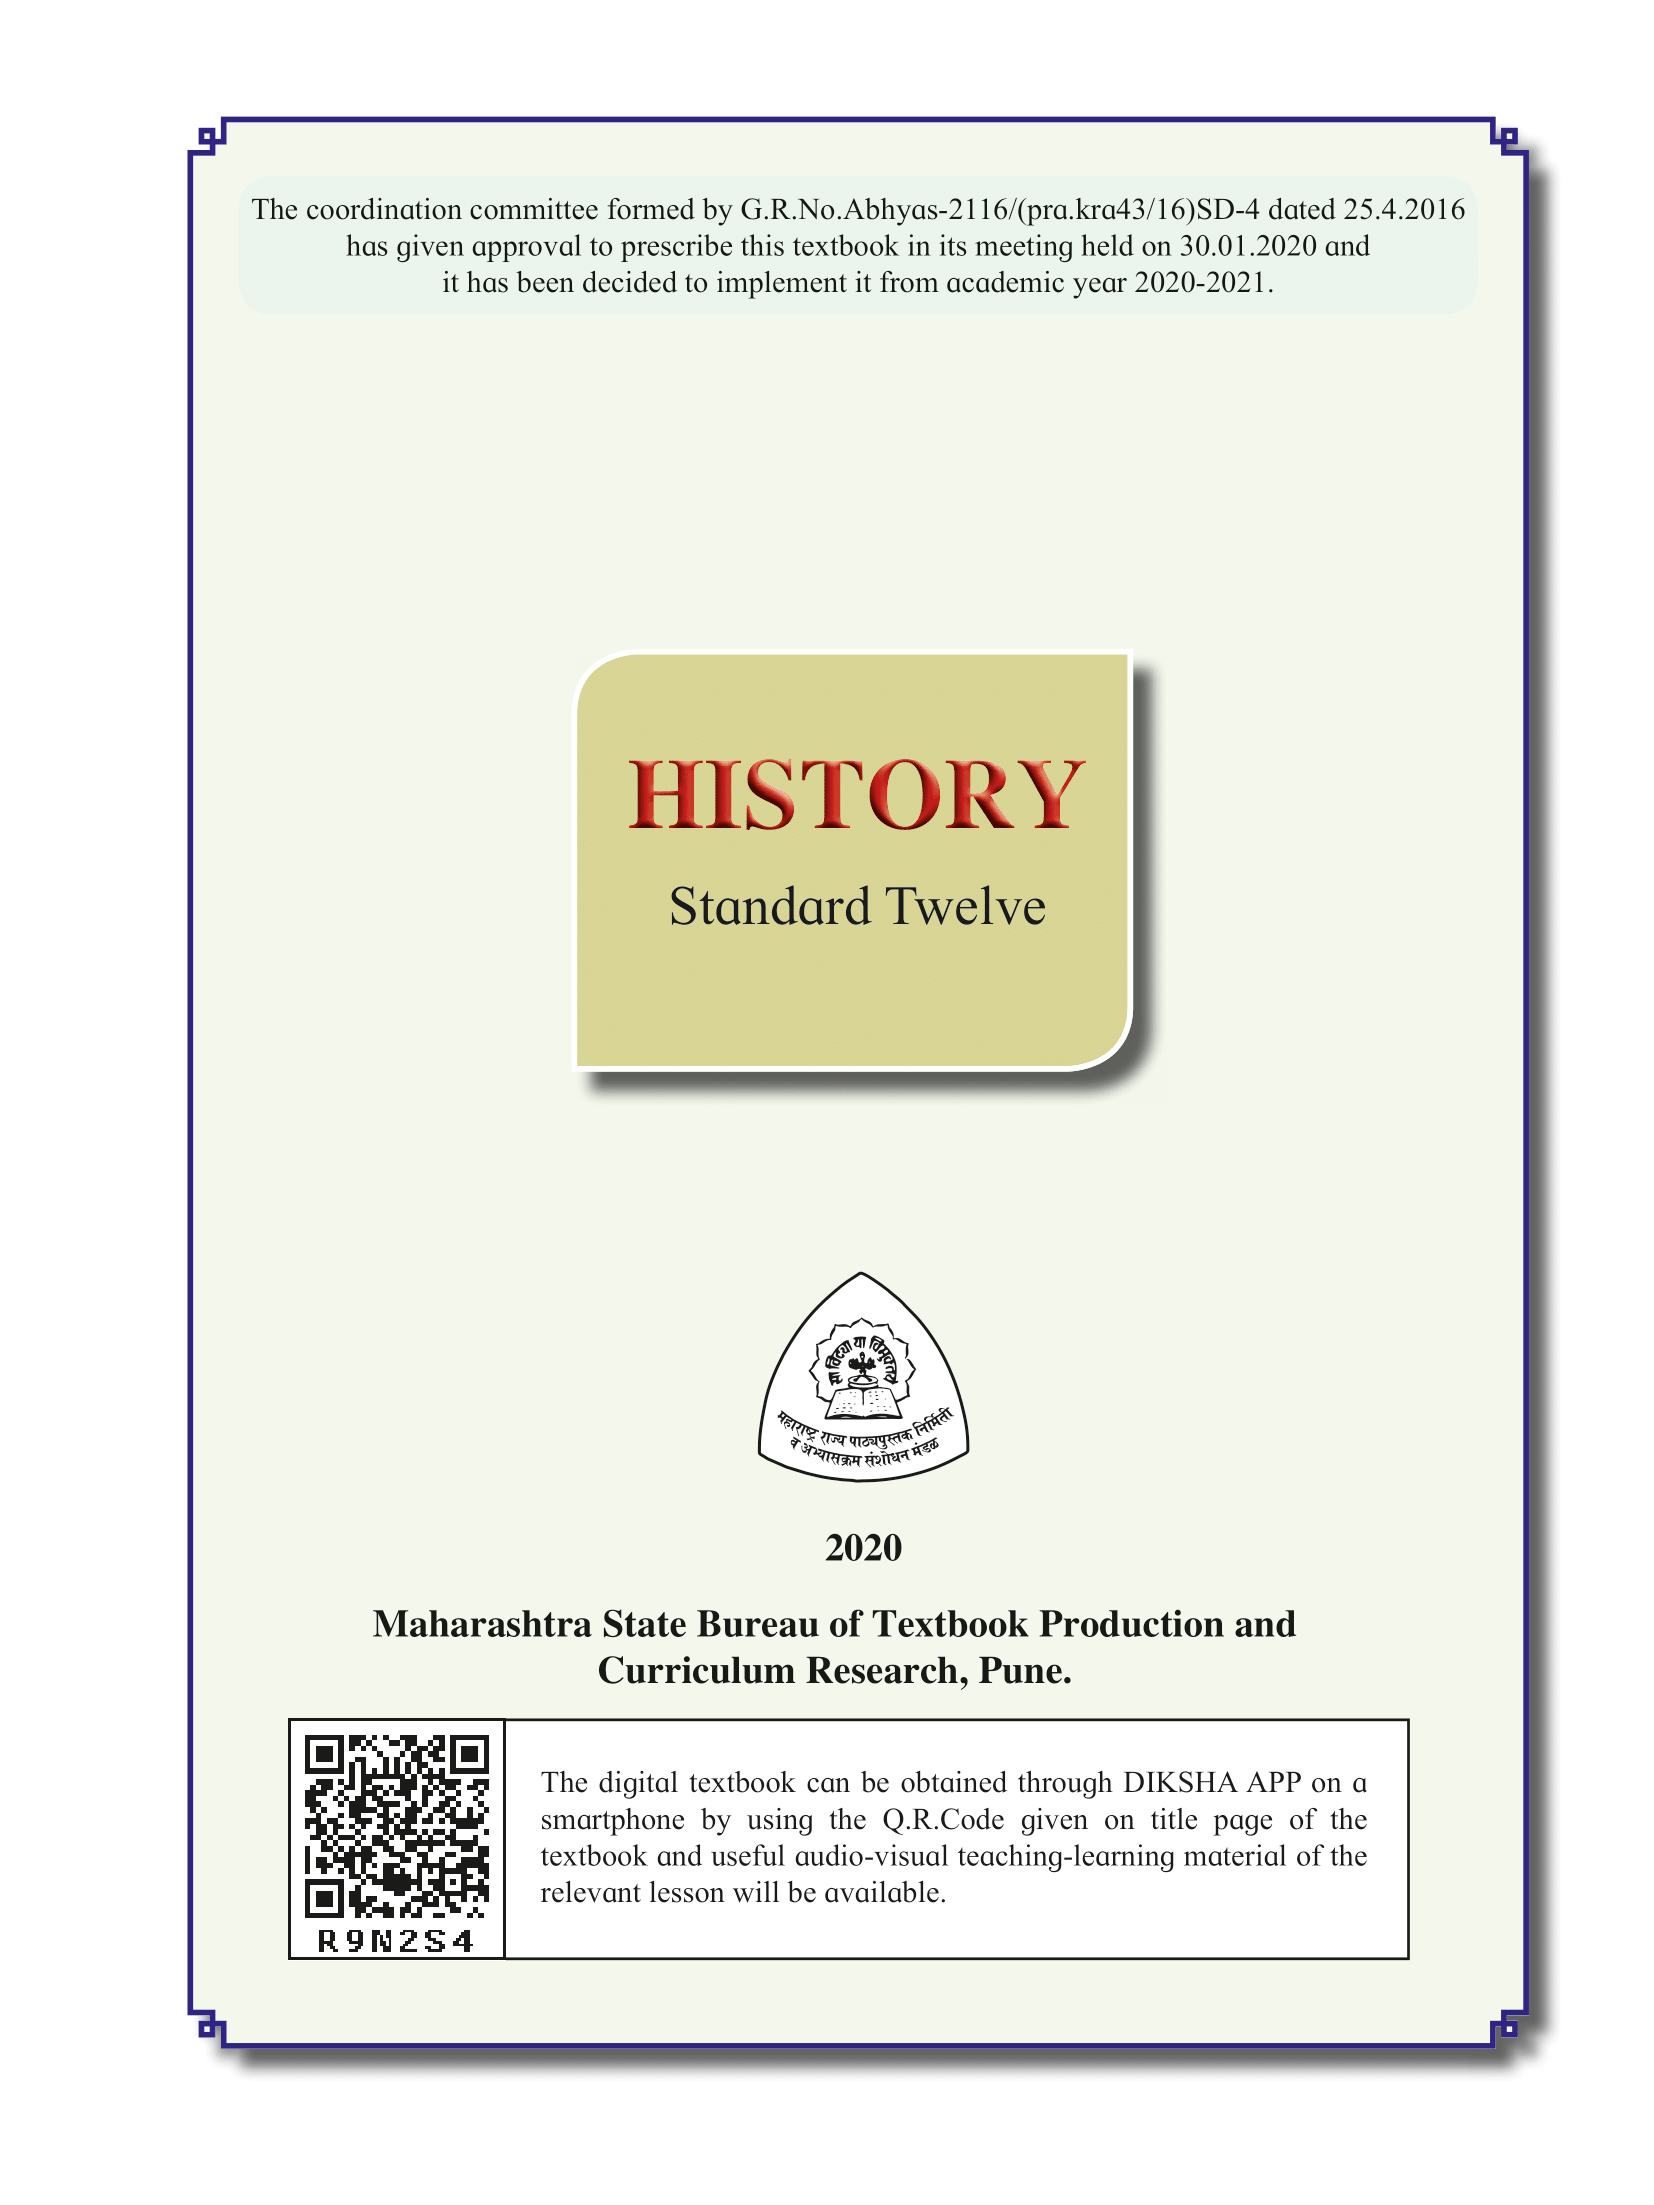 The coordination committee formed by G.R.No.Abhyas-2116/(pra.kra43/16)SD-4 dated 25.4.2016
has given approval to prescribe this textbook in its meeting held on 30.01.2020 and
it has been decided to implement it from academic year 2020-2021.
HISTORY
Standard Twelve
सा विद्या या विमुक्तये
महाराष्ट्र राज्य पाठ्यपुस्तक निर्मिती
व अभ्यासक्रम संशोधन मंडळ
2020
Maharashtra State Bureau of Textbook Production and
Curriculum Research, Pune.
The digital textbook can be obtained through DIKSHA APP on a
smartphone by using the Q.R.Code given on title page of the
textbook and useful audio-visual teaching-learning material of the
relevant lesson will be available.
R9N2S4